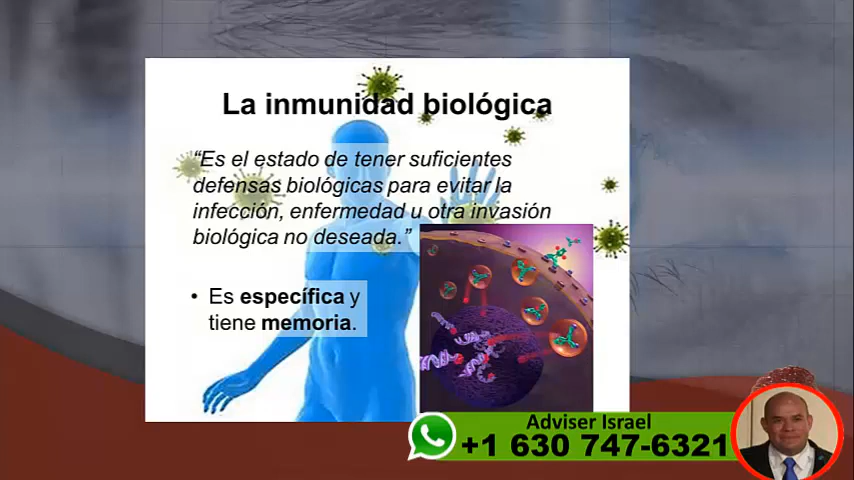 La inmunidad biológica
“Es el estado de tener suficientes
defensas biológicas para evitar la
infección, enfermedad u otra invasión
biológica no deseada.”
• Es específica y
tiene memoria.
Adviser Israel
+1 630 747-6321